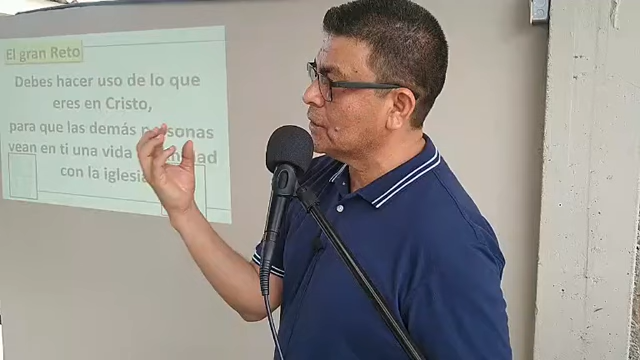 El gran Reto
Debes hacer uso de lo que
eres en Cristo,
para que las demás personas
vean en ti una vida
con la iglesia